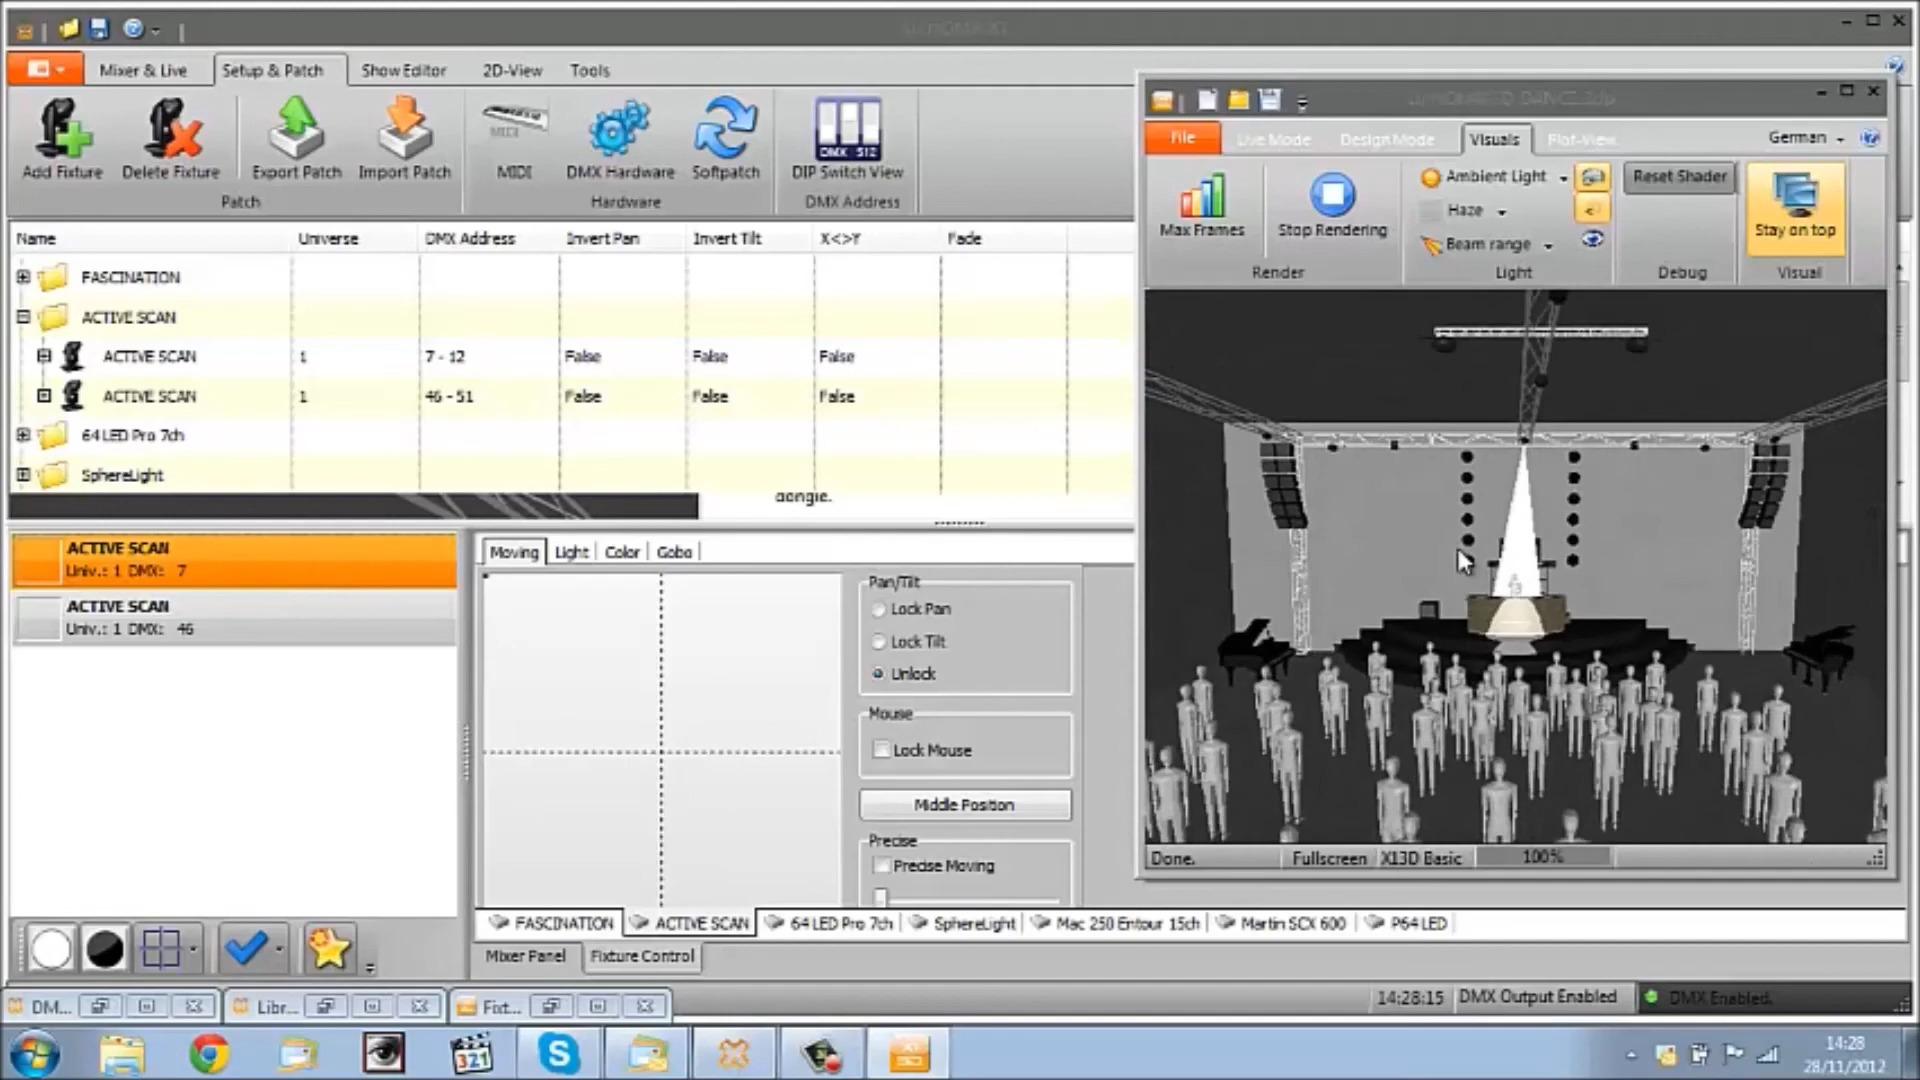 Mixer & Live Setup & Patch Show Editor 2D-View Tools
Add Fixture Delete Fixture Export Patch Import Patch MIDI DMX Hardware Softpatch DIP Switch View
MIDI
DMX 512
Patch Hardware DMX Address
Name Universe DMX Address Invert Pan Invert Tilt X<>Y Fade
FASCINATION
ACTIVE SCAN
ACTIVE SCAN 1 7 - 12 False False False
ACTIVE SCAN 1 46 - 51 False False False
64 LED Pro 7ch
SphereLight
dongle.
File Live Mode Design Mode Visuals Flat-View German
Max Frames Stop Rendering Ambient Light Reset Shader Stay on top
Haze
Beam range
Render Light Debug Visual
Done. Fullscreen X13D Basic 100%
ACTIVE SCAN
Univ.: 1 DMX: 7
ACTIVE SCAN
Univ.: 1 DMX: 46
Moving Light Color Gobo
Pan/Tilt
Lock Pan
Lock Tilt
Unlock
Mouse
Lock Mouse
Middle Position
Precise
Precise Moving
FASCINATION ACTIVE SCAN 64 LED Pro 7ch SphereLight Mac 250 Entour 15ch Martin SCX 600 P64 LED
Mixer Panel Fixture Control
DM... Libr... Fixt...
14:28:15 DMX Output Enabled DMX Enabled.
321
14:28
28/11/2012